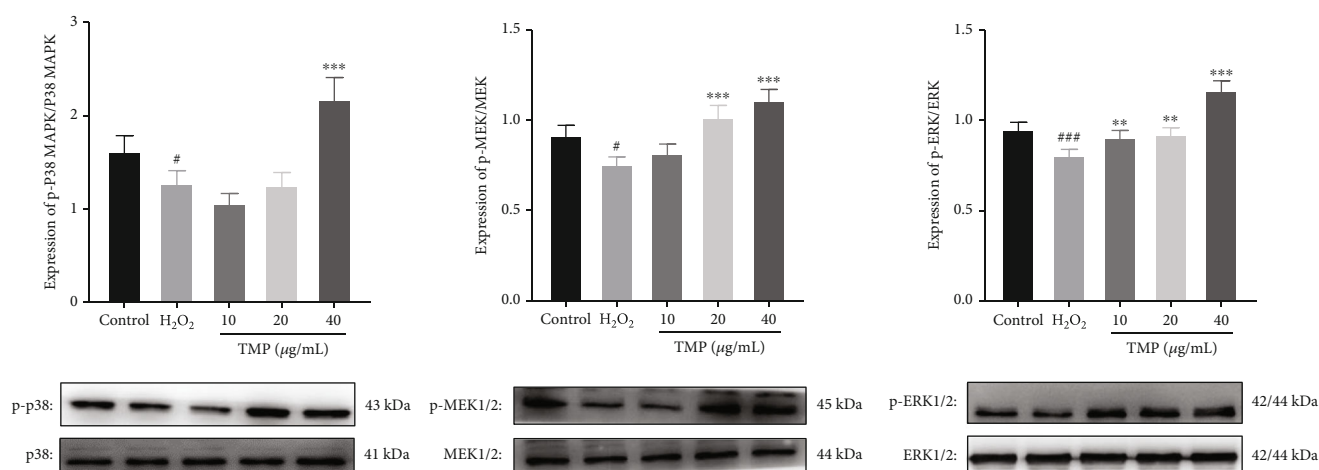 Expression of p-P38 MAPK/P38 MAPK
3
2
1
0
#
***
Control H₂O₂ 10 20 40
TMP (μg/mL)
p-p38: 43 kDa
p38: 41 kDa
Expression of p-MEK/MEK
1.5
1.0
0.5
0.0
#
***
***
Control H₂O₂ 10 20 40
TMP (μg/mL)
p-MEK1/2: 45 kDa
MEK1/2: 44 kDa
Expression of p-ERK/ERK
1.5
1.0
0.5
0.0
###
**
**
***
Control H₂O₂ 10 20 40
TMP (μg/mL)
p-ERK1/2: 42/44 kDa
ERK1/2: 42/44 kDa